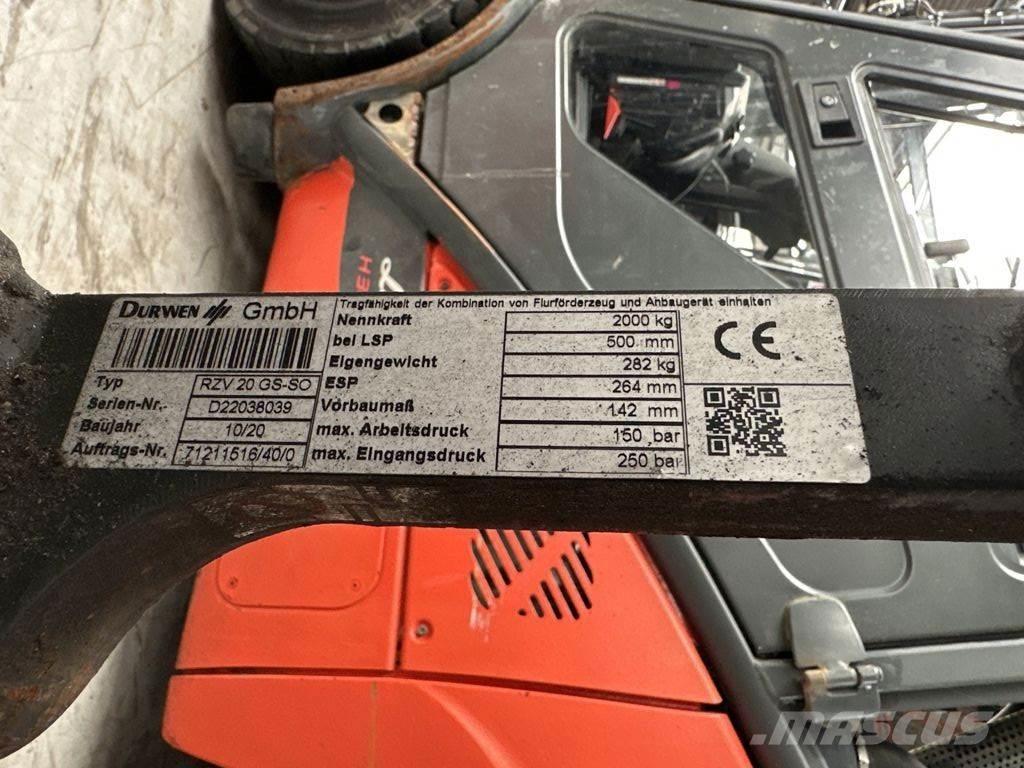 DURWEN GmbH
Typ RZV 20 GS-SO
Serien-Nr. D22038039
Baujahr 10/20
Auftrags-Nr. 71211516/40/0
Tragfähigkeit der Kombination von Flurförderzeug und Anbaugerät einhalten
Nennkraft 2000 kg
bei LSP 500 mm
Eigengewicht 282 kg
ESP 264 mm
Vorbaumaß 142 mm
max. Arbeitsdruck 150 bar
max. Eingangsdruck 250 bar
CE
MASCUS